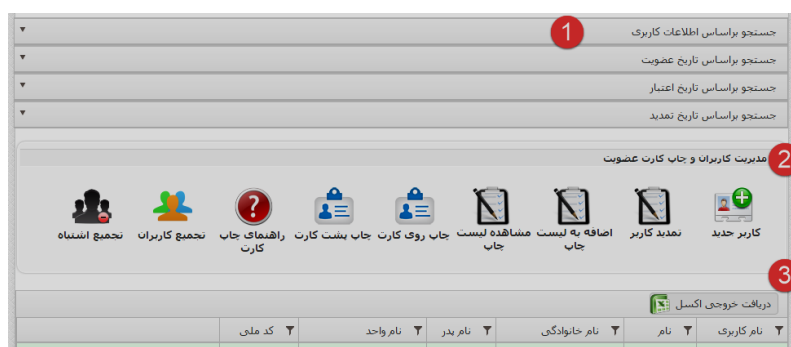 جستجو براساس اطلاعات کاربری
1
جستجو براساس تاریخ عضویت
جستجو براساس تاریخ اعتبار
جستجو براساس تاریخ تمدید
2
مدیریت کاربران و چاپ کارت عضویت
کاربر جدید
تمدید کاربر
اضافه به لیست چاپ
مشاهده لیست چاپ
چاپ روی کارت
چاپ پشت کارت
راهنمای چاپ کارت
تجمیع کاربران
تجمیع اشتباه
3
دریافت خروجی اکسل
نام کاربری نام نام خانوادگی نام پدر نام واحد کد ملی